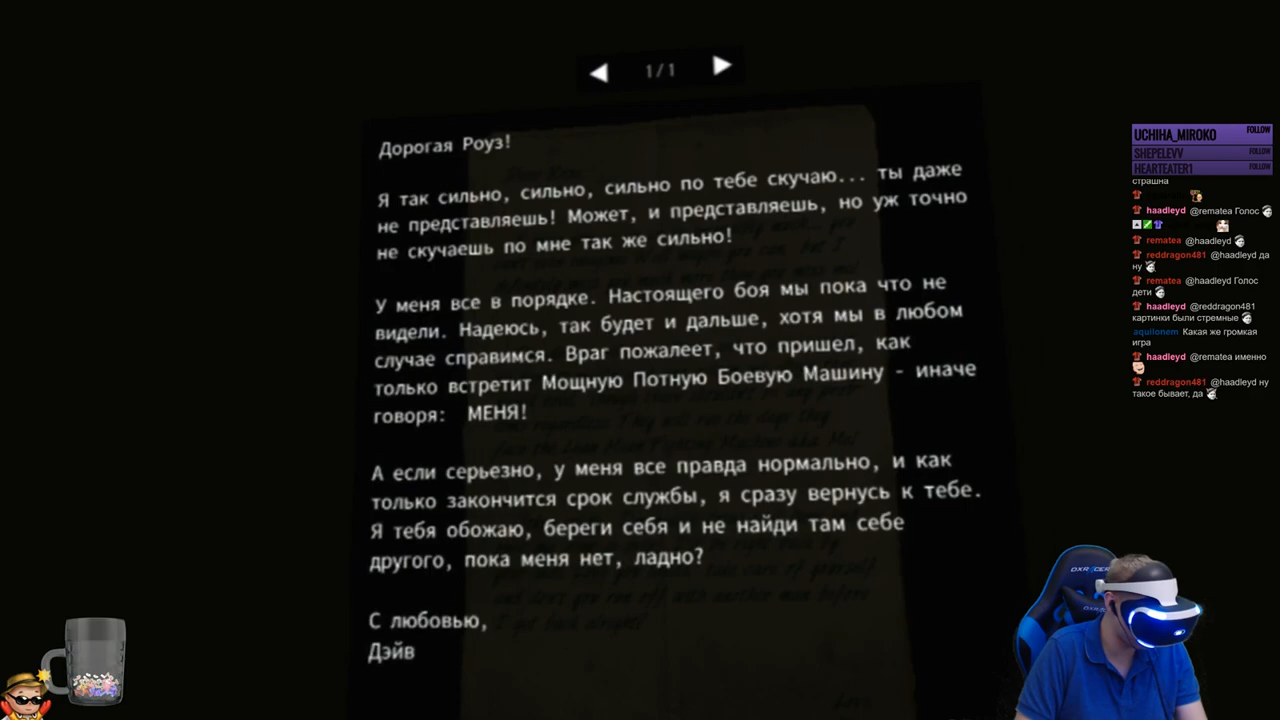 1/1
Дорогая Роуз!
Я так сильно, сильно, сильно по тебе скучаю... ты даже
не представляешь! Может, и представляешь, но уж точно
не скучаешь по мне так же сильно!
У меня все в порядке. Настоящего боя мы пока что не
видели. Надеюсь, так будет и дальше, хотя мы в любом
случае справимся. Враг пожалеет, что пришел, как
только встретит Мощную Потную Боевую Машину - иначе
говоря: МЕНЯ!
А если серьезно, у меня все правда нормально, и как
только закончится срок службы, я сразу вернусь к тебе.
Я тебя обожаю, береги себя и не найди там себе
другого, пока меня нет, ладно?
С любовью,
Дэйв
UCHIHA_MIROKO FOLLOW
SHEPELEVV FOLLOW
HEARTEATER1 FOLLOW
страшна
haadleyd @rematea Голос
rematea @haadleyd
reddragon481 @haadleyd да
ну
rematea @haadleyd Голос
дети
haadleyd @reddragon481
картинки были стремные
aquilonem Какая же громкая
игра
haadleyd @rematea именно
reddragon481 @haadleyd ну
такое бывает, да